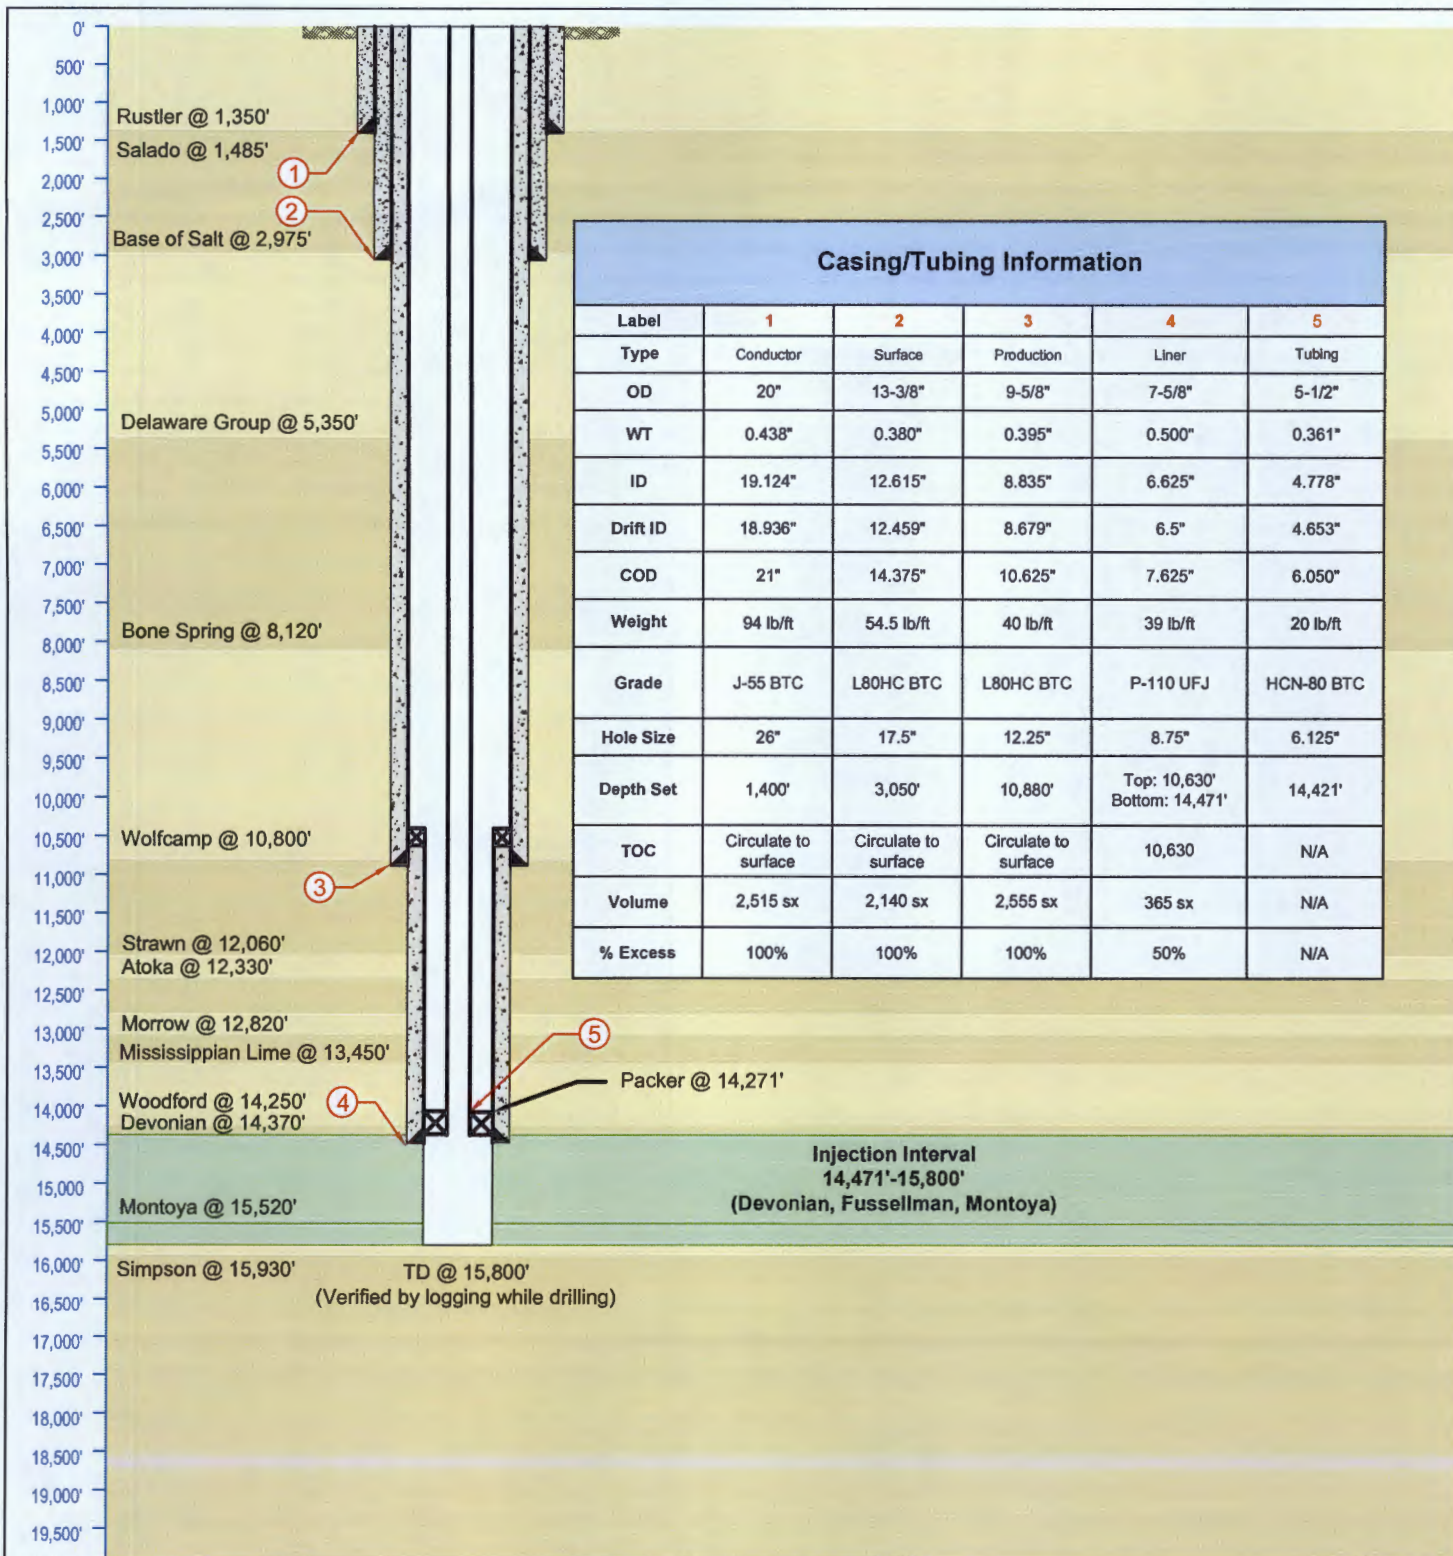 0'
500'
1,000'
1,500'
2,000'
2,500'
3,000'
3,500'
4,000'
4,500'
5,000'
5,500'
6,000'
6,500'
7,000'
7,500'
8,000'
8,500'
9,000'
9,500'
10,000'
10,500'
11,000'
11,500'
12,000'
12,500'
13,000'
13,500'
14,000'
14,500'
15,000
15,500'
16,000'
16,500'
17,000'
17,500'
18,000'
18,500'
19,000'
19,500'
Rustler @ 1,350'
Salado @ 1,485'
1
2
Base of Salt @ 2,975'
Delaware Group @ 5,350'
Bone Spring @ 8,120'
Wolfcamp @ 10,800'
3
Strawn @ 12,060'
Atoka @ 12,330'
Morrow @ 12,820'
Mississippian Lime @ 13,450'
5
Packer @ 14,271'
Woodford @ 14,250'
4
Devonian @ 14,370'
Injection Interval
14,471'-15,800'
(Devonian, Fussellman, Montoya)
Montoya @ 15,520'
Simpson @ 15,930'
TD @ 15,800'
(Verified by logging while drilling)
Casing/Tubing Information
Label 1 2 3 4 5
Type Conductor Surface Production Liner Tubing
OD 20" 13-3/8" 9-5/8" 7-5/8" 5-1/2"
WT 0.438" 0.380" 0.395" 0.500" 0.361"
ID 19.124" 12.615" 8.835" 6.625" 4.778"
Drift ID 18.936" 12.459" 8.679" 6.5" 4.653"
COD 21" 14.375" 10.625" 7.625" 6.050"
Weight 94 lb/ft 54.5 lb/ft 40 lb/ft 39 lb/ft 20 lb/ft
Grade J-55 BTC L80HC BTC L80HC BTC P-110 UFJ HCN-80 BTC
Hole Size 26" 17.5" 12.25" 8.75" 6.125"
Depth Set 1,400' 3,050' 10,880' Top: 10,630' Bottom: 14,471' 14,421'
TOC Circulate to surface Circulate to surface Circulate to surface 10,630 N/A
Volume 2,515 sx 2,140 sx 2,555 sx 365 sx N/A
% Excess 100% 100% 100% 50% N/A